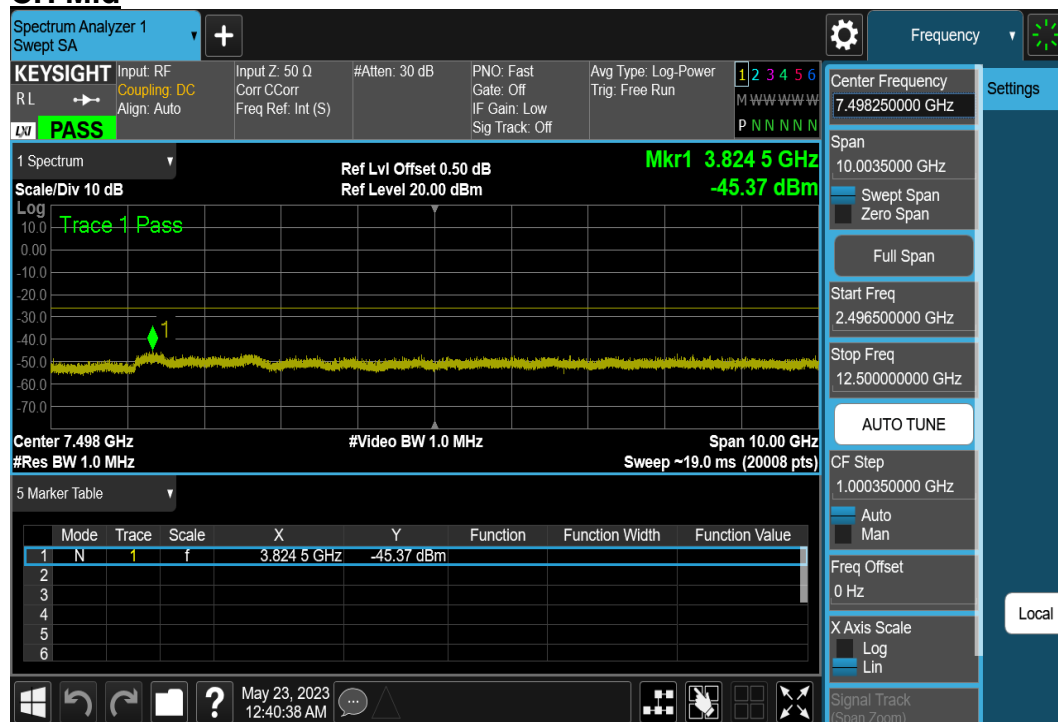 CH Mid
Spectrum Analyzer 1
Swept SA
Frequency
KEYSIGHT
R L
LXI PASS
Input: RF
Coupling: DC
Align: Auto
Input Z: 50 Ω
Corr CCorr
Freq Ref: Int (S)
#Atten: 30 dB
PNO: Fast
Gate: Off
IF Gain: Low
Sig Track: Off
Avg Type: Log-Power
Trig: Free Run
1 2 3 4 5 6
M W W W W W
P N N N N N
1 Spectrum
Scale/Div 10 dB
Ref Lvl Offset 0.50 dB
Ref Level 20.00 dBm
Mkr1 3.824 5 GHz
-45.37 dBm
Log
Trace 1 Pass
10.0
0.00
-10.0
-20.0
-30.0
-40.0
-50.0
-60.0
-70.0
1
Center 7.498 GHz
#Video BW 1.0 MHz
Span 10.00 GHz
#Res BW 1.0 MHz
Sweep ~19.0 ms (20008 pts)
5 Marker Table
Mode Trace Scale X Y Function Function Width Function Value
1 N 1 f 3.824 5 GHz -45.37 dBm
2
3
4
5
6
May 23, 2023
12:40:38 AM
Center Frequency
7.498250000 GHz
Span
10.0035000 GHz
Swept Span
Zero Span
Full Span
Start Freq
2.496500000 GHz
Stop Freq
12.500000000 GHz
AUTO TUNE
CF Step
1.000350000 GHz
Auto
Man
Freq Offset
0 Hz
X Axis Scale
Log
Lin
Signal Track
(Span Zoom)
Settings
Local